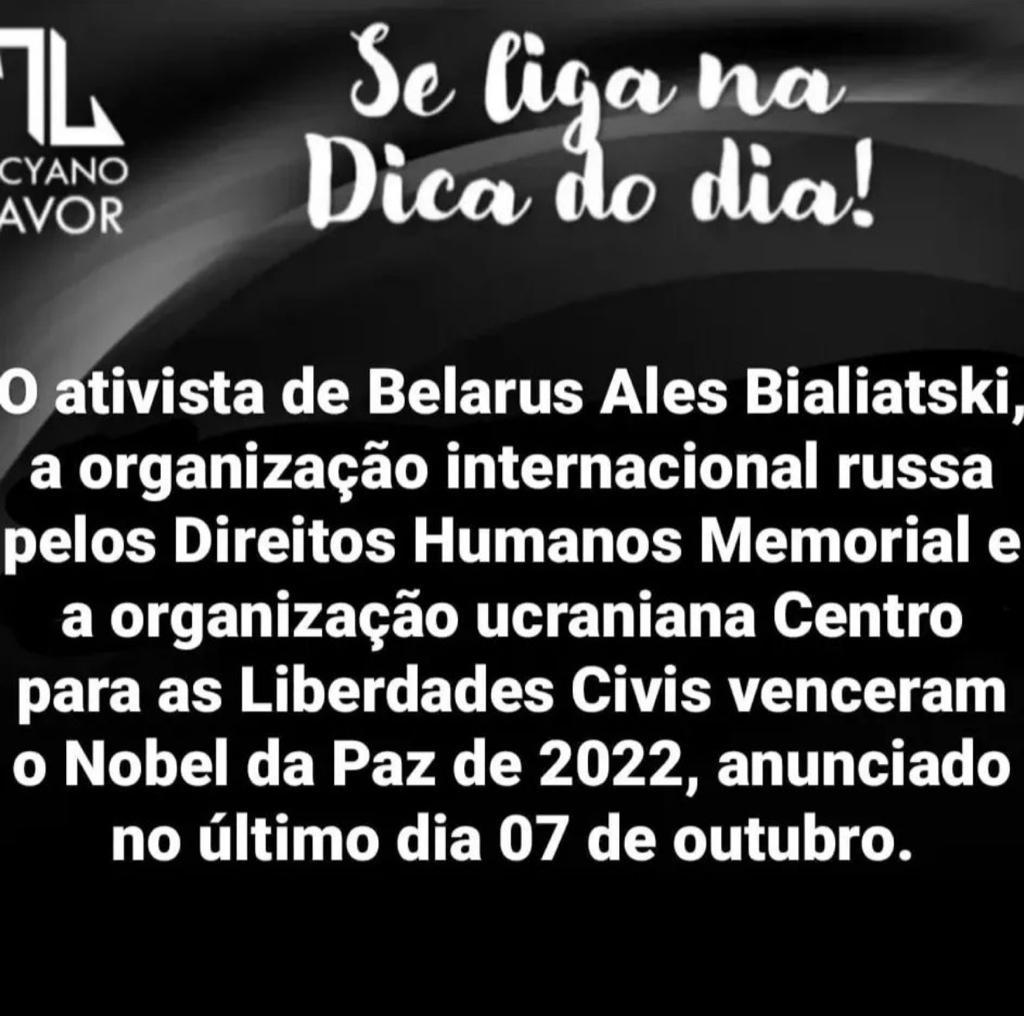 CYANO
AVOR
Se liga na
Dica do dia!
O ativista de Belarus Ales Bialiatski,
a organização internacional russa
pelos Direitos Humanos Memorial e
a organização ucraniana Centro
para as Liberdades Civis venceram
o Nobel da Paz de 2022, anunciado
no último dia 07 de outubro.